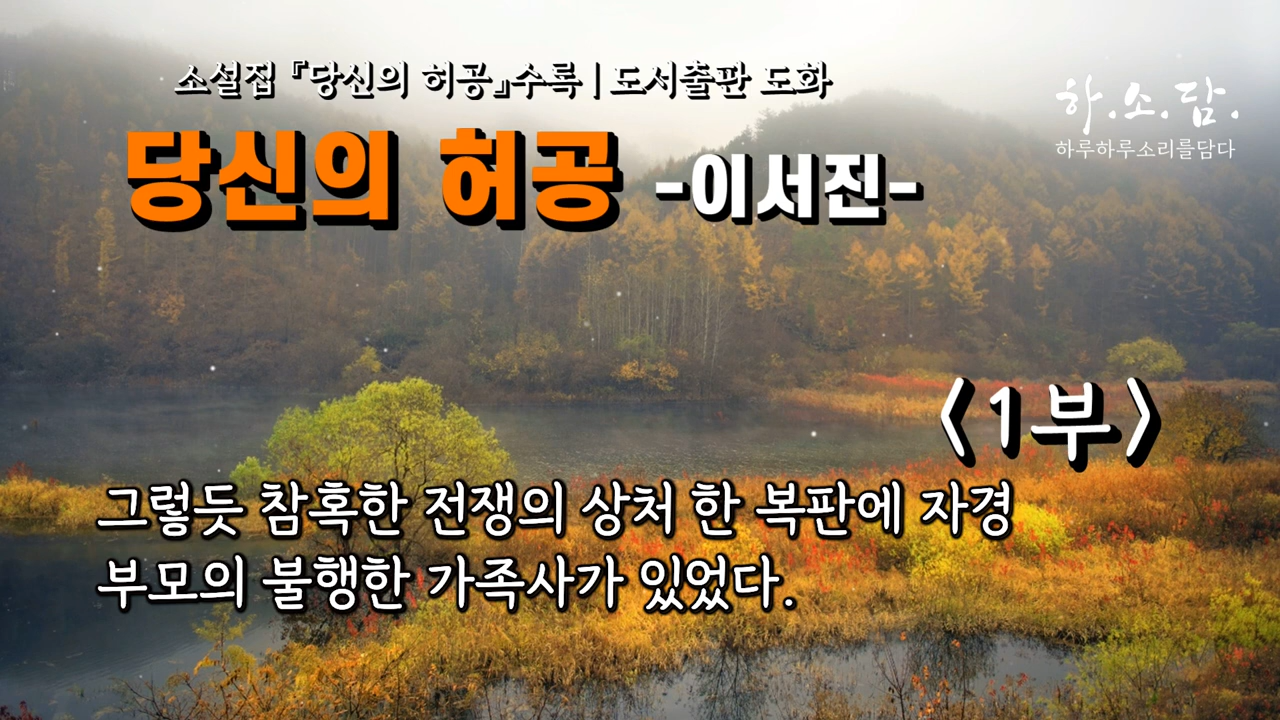 소설집 『당신의 허공』수록 | 도서출판 도화
하.소.담.
하루하루소리를담다
당신의 허공 -이서진-
<1부>
그렇듯 참혹한 전쟁의 상처 한 복판에 자경
부모의 불행한 가족사가 있었다.